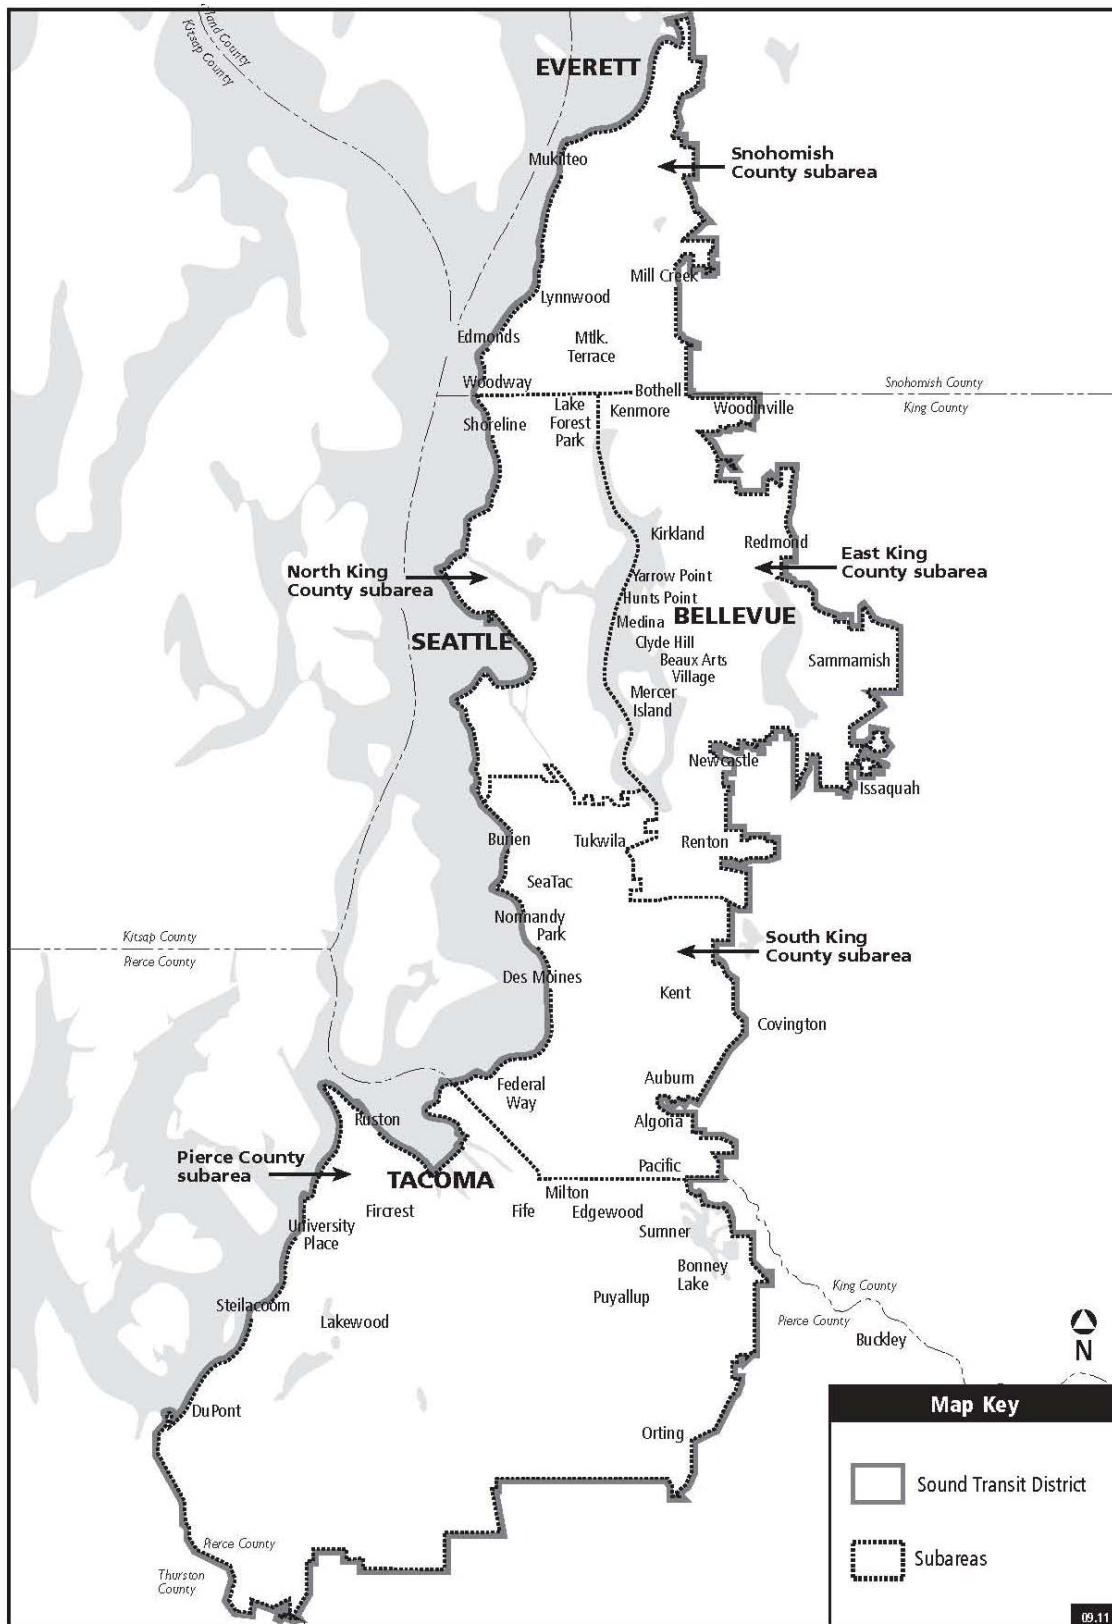 Island County
Kitsap County
EVERETT
Mukilteo
Snohomish
County subarea
Mill Creek
Lynnwood
Edmonds
Mtlk.
Terrace
Woodway
Bothell
Snohomish County
King County
Lake
Forest
Park
Kenmore
Woodinville
Shoreline
Kirkland
Redmond
East King
County subarea
North King
County subarea
Yarrow Point
Hunts Point
Medina
BELLEVUE
SEATTLE
Clyde Hill
Beaux Arts
Village
Sammamish
Mercer
Island
Newcastle
Issaquah
Burien
Tukwila
Renton
SeaTac
Normandy
Park
Kitsap County
Pierce County
South King
County subarea
Des Moines
Kent
Covington
Federal
Way
Auburn
Ruston
Algona
Pierce County
subarea
TACOMA
Pacific
Milton
Fircrest
Fife
Edgewood
University
Place
Sumner
Bonney
Lake
King County
Pierce County
Steilacoom
Puyallup
Lakewood
Buckley
N
DuPont
Orting
Map Key
Sound Transit District
Subareas
Pierce County
Thurston
County
09.11